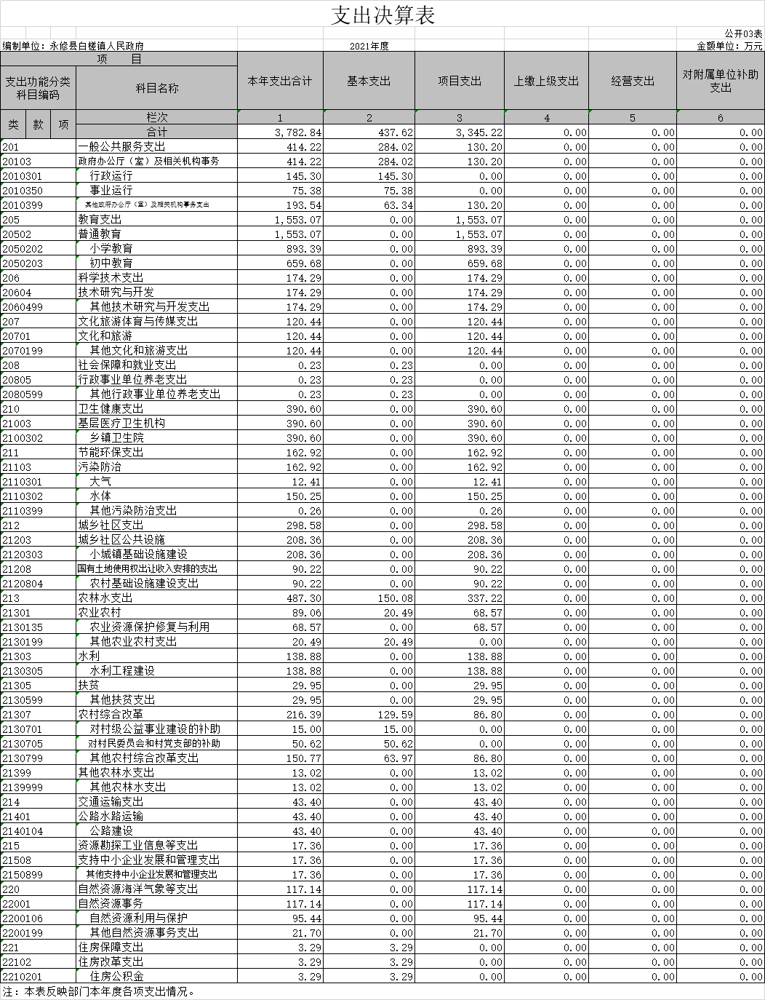 支出决算表
公开03表
编制单位：永修县白槎镇人民政府 2021年度 金额单位：万元
项 目 本年支出合计 基本支出 项目支出 上缴上级支出 经营支出 对附属单位补助支出
支出功能分类科目编码 科目名称
类 款 项 栏次 1 2 3 4 5 6
合计 3,782.84 437.62 3,345.22 0.00 0.00 0.00
201 一般公共服务支出 414.22 284.02 130.20 0.00 0.00 0.00
20103 政府办公厅（室）及相关机构事务 414.22 284.02 130.20 0.00 0.00 0.00
2010301 行政运行 145.30 145.30 0.00 0.00 0.00 0.00
2010350 事业运行 75.38 75.38 0.00 0.00 0.00 0.00
2010399 其他政府办公厅（室）及相关机构事务支出 193.54 63.34 130.20 0.00 0.00 0.00
205 教育支出 1,553.07 0.00 1,553.07 0.00 0.00 0.00
20502 普通教育 1,553.07 0.00 1,553.07 0.00 0.00 0.00
2050202 小学教育 893.39 0.00 893.39 0.00 0.00 0.00
2050203 初中教育 659.68 0.00 659.68 0.00 0.00 0.00
206 科学技术支出 174.29 0.00 174.29 0.00 0.00 0.00
20604 技术研究与开发 174.29 0.00 174.29 0.00 0.00 0.00
2060499 其他技术研究与开发支出 174.29 0.00 174.29 0.00 0.00 0.00
207 文化旅游体育与传媒支出 120.44 0.00 120.44 0.00 0.00 0.00
20701 文化和旅游 120.44 0.00 120.44 0.00 0.00 0.00
2070199 其他文化和旅游支出 120.44 0.00 120.44 0.00 0.00 0.00
208 社会保障和就业支出 0.23 0.23 0.00 0.00 0.00 0.00
20805 行政事业单位养老支出 0.23 0.23 0.00 0.00 0.00 0.00
2080599 其他行政事业单位养老支出 0.23 0.23 0.00 0.00 0.00 0.00
210 卫生健康支出 390.60 0.00 390.60 0.00 0.00 0.00
21003 基层医疗卫生机构 390.60 0.00 390.60 0.00 0.00 0.00
2100302 乡镇卫生院 390.60 0.00 390.60 0.00 0.00 0.00
211 节能环保支出 162.92 0.00 162.92 0.00 0.00 0.00
21103 污染防治 162.92 0.00 162.92 0.00 0.00 0.00
2110301 大气 12.41 0.00 12.41 0.00 0.00 0.00
2110302 水体 150.25 0.00 150.25 0.00 0.00 0.00
2110399 其他污染防治支出 0.26 0.00 0.26 0.00 0.00 0.00
212 城乡社区支出 298.58 0.00 298.58 0.00 0.00 0.00
21203 城乡社区公共设施 208.36 0.00 208.36 0.00 0.00 0.00
2120303 小城镇基础设施建设 208.36 0.00 208.36 0.00 0.00 0.00
21208 国有土地使用权出让收入安排的支出 90.22 0.00 90.22 0.00 0.00 0.00
2120804 农村基础设施建设支出 90.22 0.00 90.22 0.00 0.00 0.00
213 农林水支出 487.30 150.08 337.22 0.00 0.00 0.00
21301 农业农村 89.06 20.49 68.57 0.00 0.00 0.00
2130135 农业资源保护修复与利用 68.57 0.00 68.57 0.00 0.00 0.00
2130199 其他农业农村支出 20.49 20.49 0.00 0.00 0.00 0.00
21303 水利 138.88 0.00 138.88 0.00 0.00 0.00
2130305 水利工程建设 138.88 0.00 138.88 0.00 0.00 0.00
21305 扶贫 29.95 0.00 29.95 0.00 0.00 0.00
2130599 其他扶贫支出 29.95 0.00 29.95 0.00 0.00 0.00
21307 农村综合改革 216.39 129.59 86.80 0.00 0.00 0.00
2130701 对村级公益事业建设的补助 15.00 15.00 0.00 0.00 0.00 0.00
2130705 对村民委员会和村党支部的补助 50.62 50.62 0.00 0.00 0.00 0.00
2130799 其他农村综合改革支出 150.77 63.97 86.80 0.00 0.00 0.00
21399 其他农林水支出 13.02 0.00 13.02 0.00 0.00 0.00
2139999 其他农林水支出 13.02 0.00 13.02 0.00 0.00 0.00
214 交通运输支出 43.40 0.00 43.40 0.00 0.00 0.00
21401 公路水路运输 43.40 0.00 43.40 0.00 0.00 0.00
2140104 公路建设 43.40 0.00 43.40 0.00 0.00 0.00
215 资源勘探工业信息等支出 17.36 0.00 17.36 0.00 0.00 0.00
21508 支持中小企业发展和管理支出 17.36 0.00 17.36 0.00 0.00 0.00
2150899 其他支持中小企业发展和管理支出 17.36 0.00 17.36 0.00 0.00 0.00
220 自然资源海洋气象等支出 117.14 0.00 117.14 0.00 0.00 0.00
22001 自然资源事务 117.14 0.00 117.14 0.00 0.00 0.00
2200106 自然资源利用与保护 95.44 0.00 95.44 0.00 0.00 0.00
2200199 其他自然资源事务支出 21.70 0.00 21.70 0.00 0.00 0.00
221 住房保障支出 3.29 3.29 0.00 0.00 0.00 0.00
22102 住房改革支出 3.29 3.29 0.00 0.00 0.00 0.00
2210201 住房公积金 3.29 3.29 0.00 0.00 0.00 0.00
注：本表反映部门本年度各项支出情况。